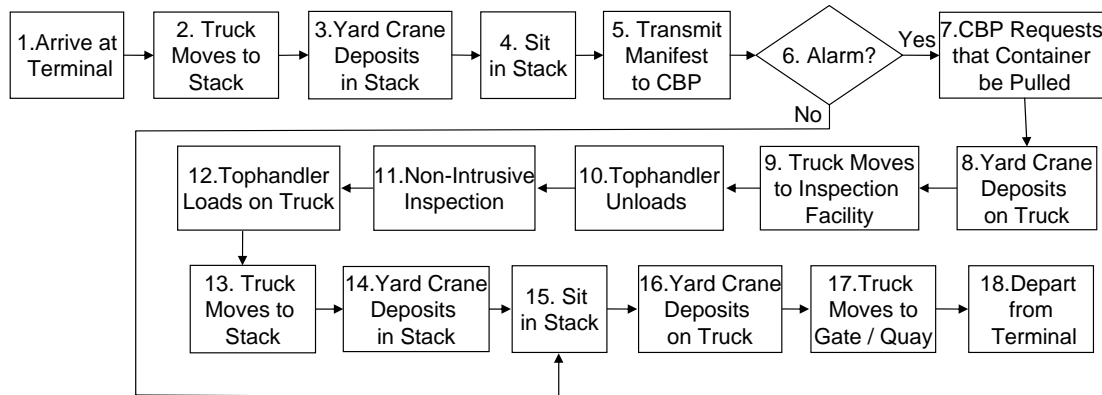 1.Arrive at
Terminal
2. Truck
Moves to
Stack
3.Yard Crane
Deposits
in Stack
4. Sit
in Stack
5. Transmit
Manifest
to CBP
6. Alarm?
Yes
No
7.CBP Requests
that Container
be Pulled
8.Yard Crane
Deposits
on Truck
9. Truck Moves
to Inspection
Facility
10.Tophandler
Unloads
11.Non-Intrusive
Inspection
12.Tophandler
Loads on Truck
13. Truck
Moves to
Stack
14.Yard Crane
Deposits
in Stack
15. Sit
in Stack
16.Yard Crane
Deposits
on Truck
17.Truck
Moves to
Gate / Quay
18.Depart
from
Terminal